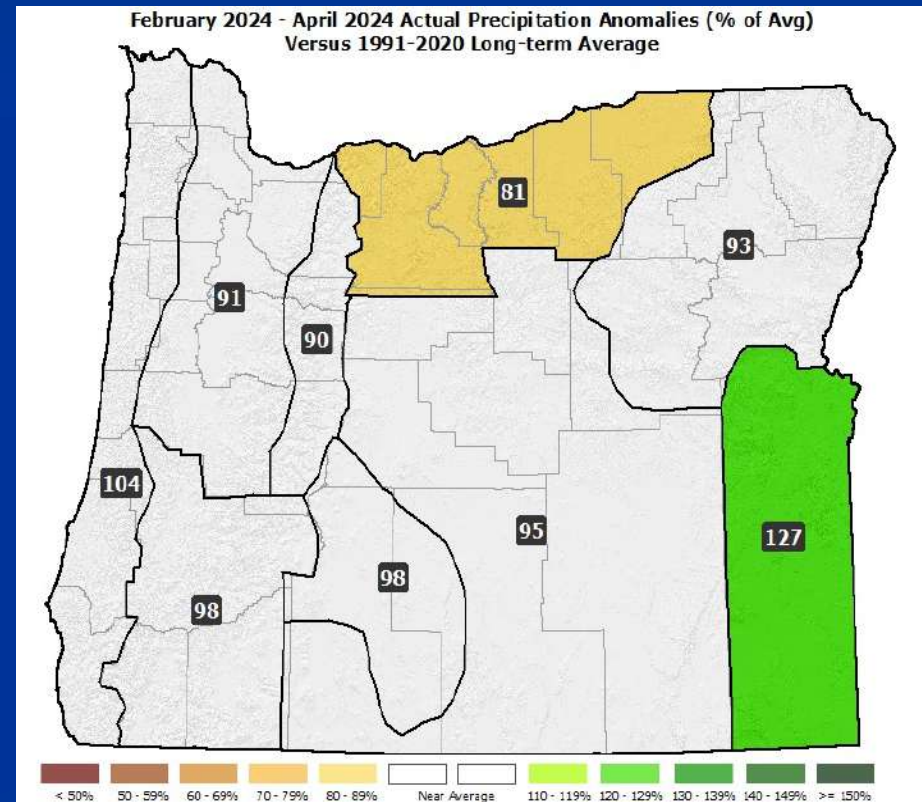 February 2024 - April 2024 Actual Precipitation Anomalies (% of Avg)
Versus 1991-2020 Long-term Average
81
93
91
90
104
95
127
98
98
< 50%
50 - 59%
60 - 69%
70 - 79%
80 - 89%
Near Average
110 - 119%
120 - 129%
130 - 139%
140 - 149%
>= 150%